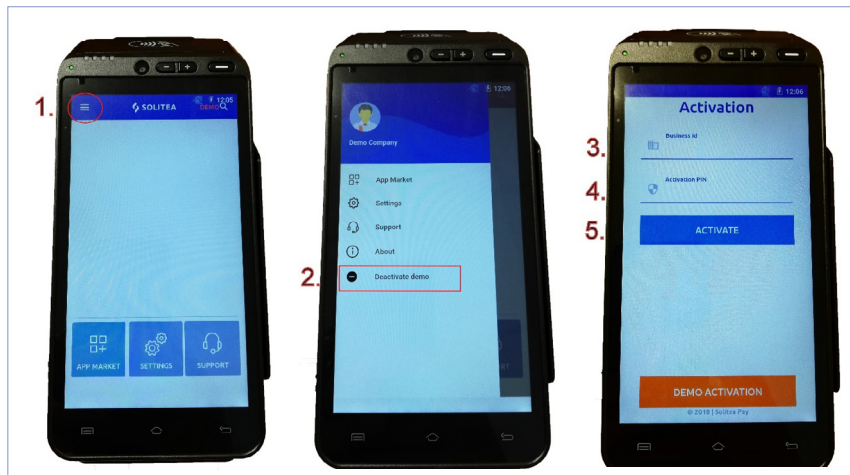 1.
12:05
SOLITEA
DEMO
APP MARKET
SETTINGS
SUPPORT
12:06
Demo Company
App Market
Settings
Support
About
2.
Deactivate demo
12:06
Activation
3.
Business Id
4.
Activation PIN
5.
ACTIVATE
DEMO ACTIVATION
© 2018 | Solitea Pay